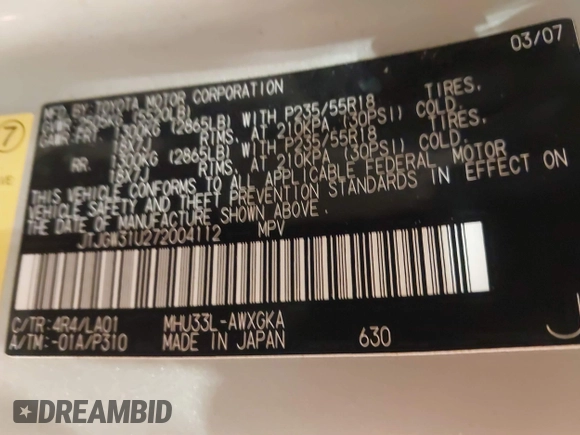 03/07
MFD BY: TOYOTA MOTOR CORPORATION
GVWR 2505KG (5520LB)
GAWR FRT 1300KG (2865LB) WITH P235/55R18 TIRES,
18X7J RIMS, AT 210KPA (30PSI) COLD.
RR 1300KG (2865LB) WITH P235/55R18 TIRES,
18X7J RIMS, AT 210KPA (30PSI) COLD.
THIS VEHICLE CONFORMS TO ALL APPLICABLE FEDERAL MOTOR
VEHICLE SAFETY AND THEFT PREVENTION STANDARDS IN EFFECT ON
THE DATE OF MANUFACTURE SHOWN ABOVE.
JTJGW31U272004112 MPV
C/TR: 4R4/LA01 MHU33L-AWXGKA
A/TM: -01A/P310 MADE IN JAPAN 630
7
DREAMBID